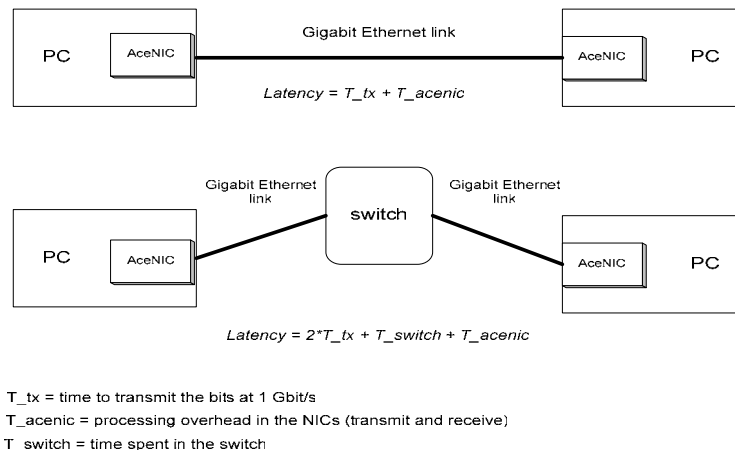 Gigabit Ethernet link
PC
AceNIC
AceNIC
PC
Latency = T_tx + T_acenic
Gigabit Ethernet
link
Gigabit Ethernet
link
switch
PC
AceNIC
AceNIC
PC
Latency = 2*T_tx + T_switch + T_acenic
T_tx = time to transmit the bits at 1 Gbit/s
T_acenic = processing overhead in the NICs (transmit and receive)
T_switch = time spent in the switch